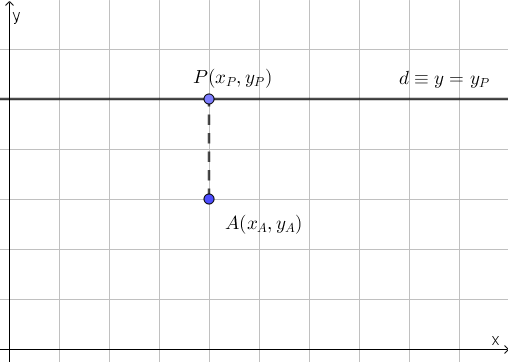 y
P(x_P, y_P)
d ≡ y = y_P
A(x_A, y_A)
x